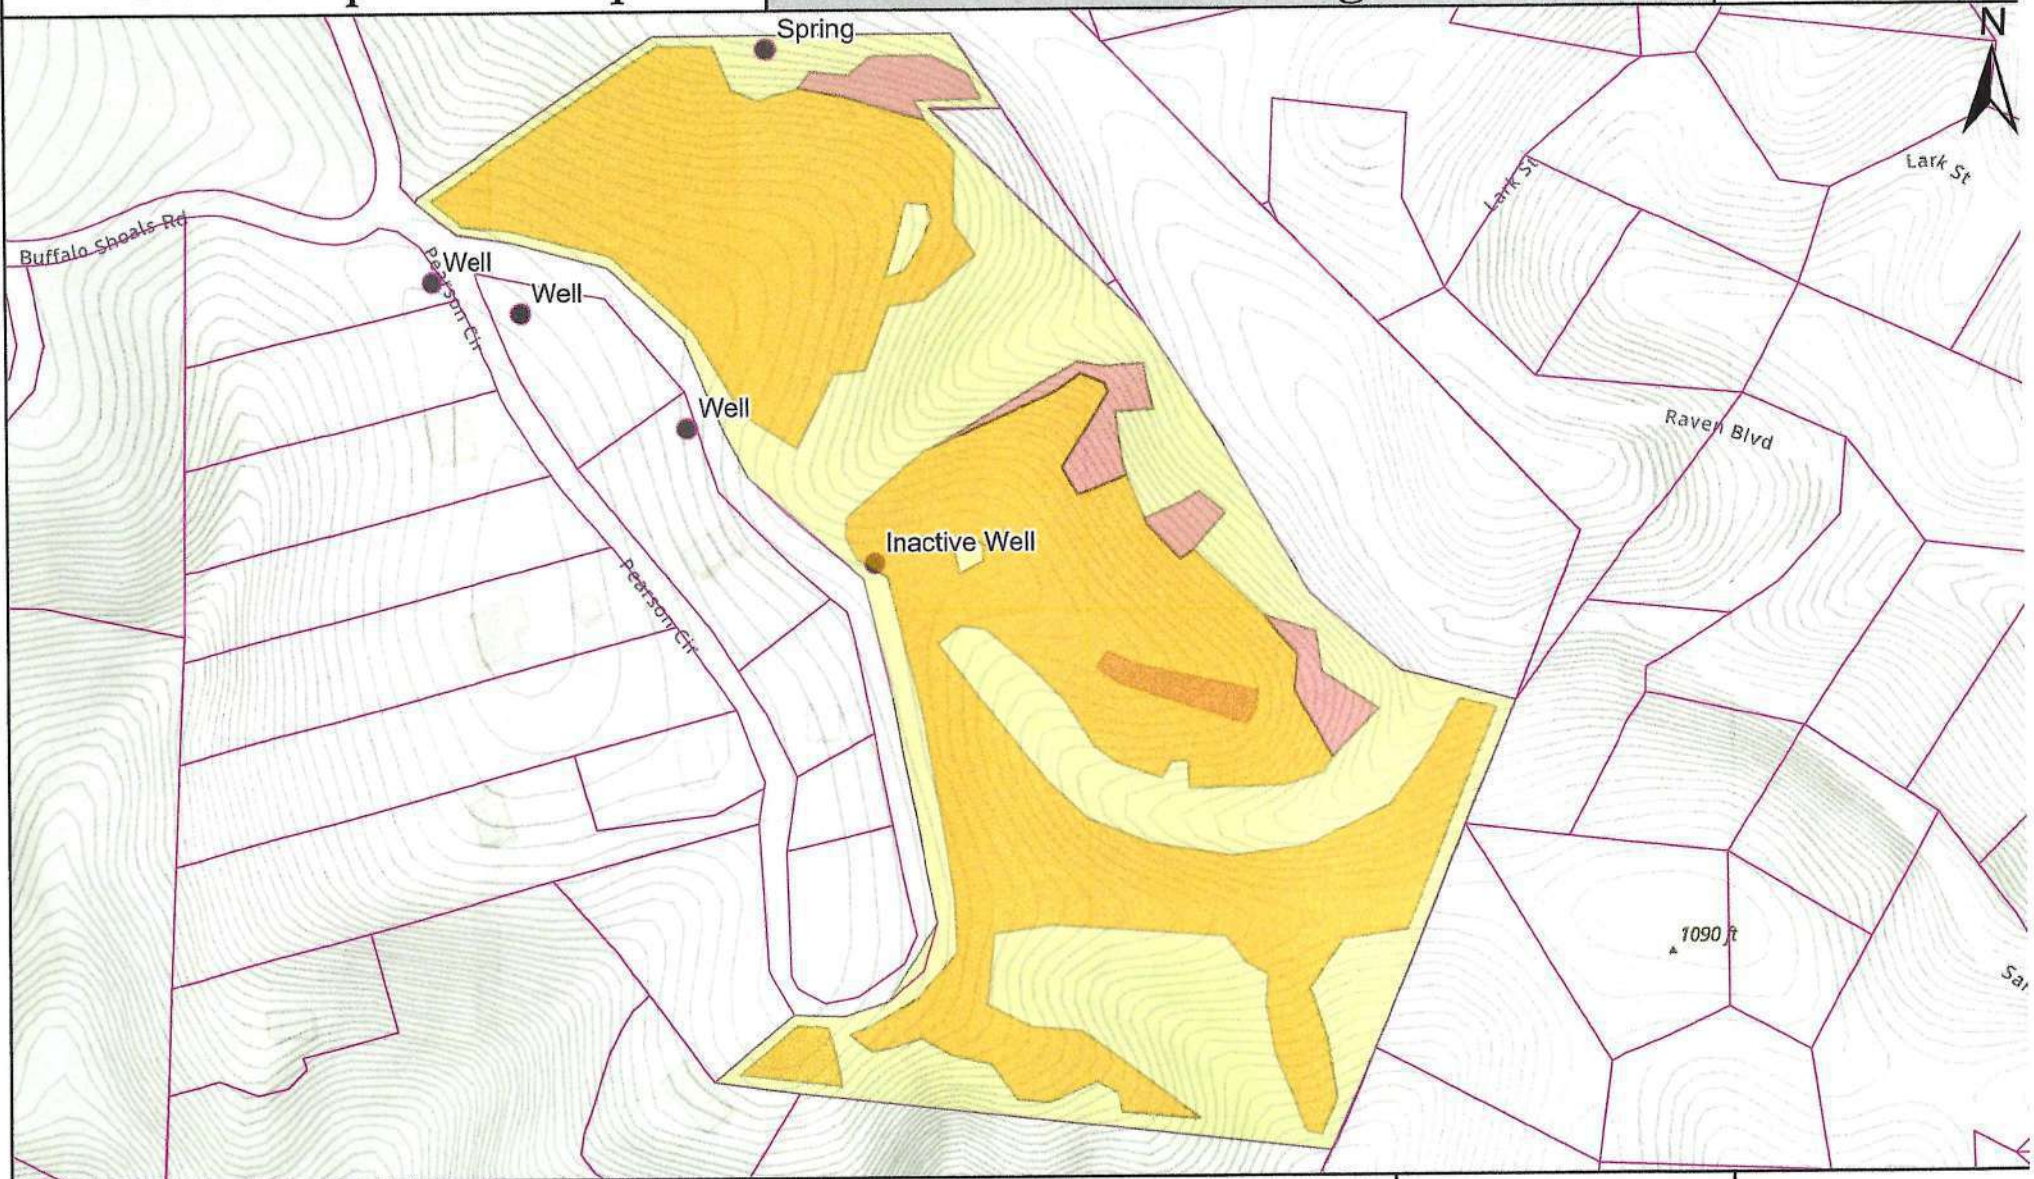 N
Spring
Lark St
Lark St
Buffalo Shoals Rd
Well
Pearson Cir
Well
Well
Raven Blvd
Inactive Well
Pearson Cir
1090 ft